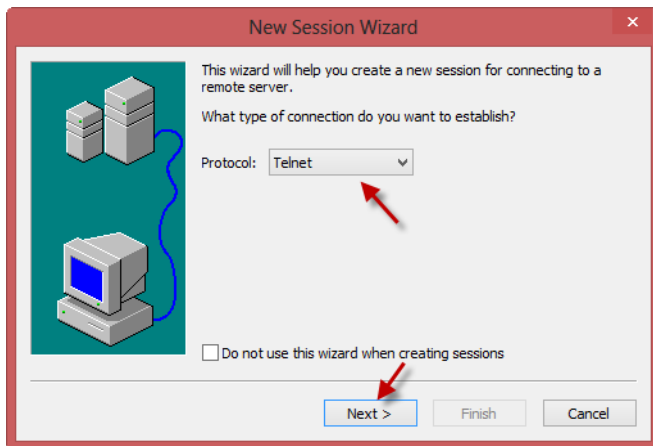 New Session Wizard
This wizard will help you create a new session for connecting to a
remote server.
What type of connection do you want to establish?
Protocol: Telnet
Do not use this wizard when creating sessions
Next > Finish Cancel